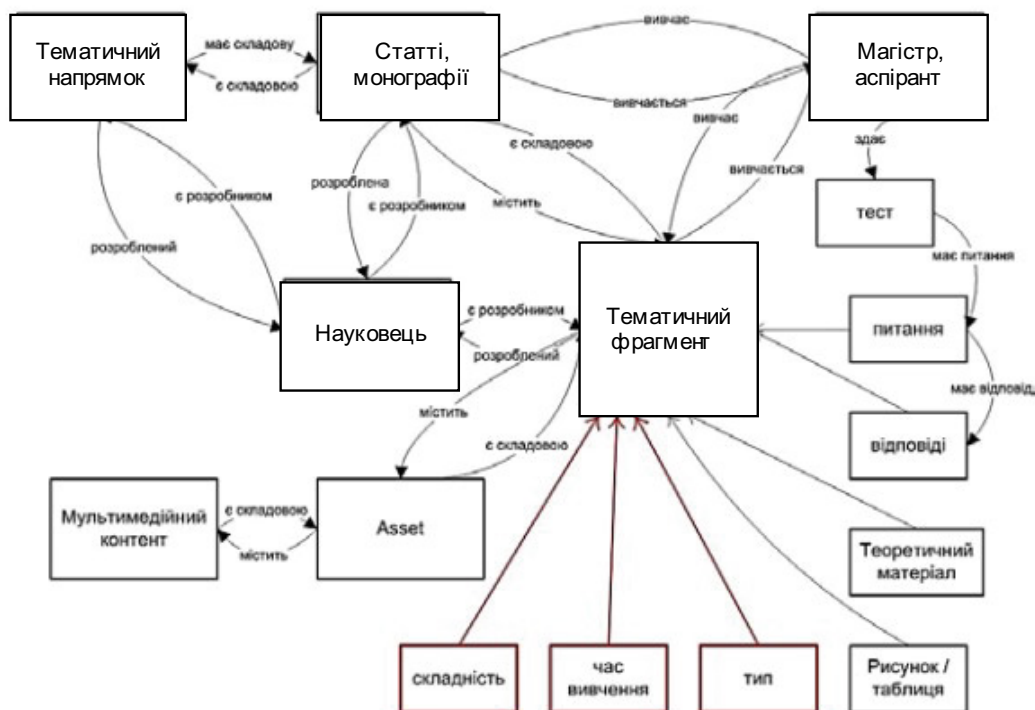 вивчає
Тематичний
напрямок
має складову
є складовою
Статті,
монографії
вивчається
Магістр,
аспірант
вивчає
є складовою
здає
вивчається
розроблена
є розробником
є розробником
містить
тест
розроблений
має питання
Науковець
є розробником
розроблений
Тематичний
фрагмент
питання
має відповід
містить
є складовою
відповіді
Мультимедійний
контент
є складовою
містить
Asset
Теоретичний
матеріал
складність
час
вивчення
тип
Рисунок /
таблиця